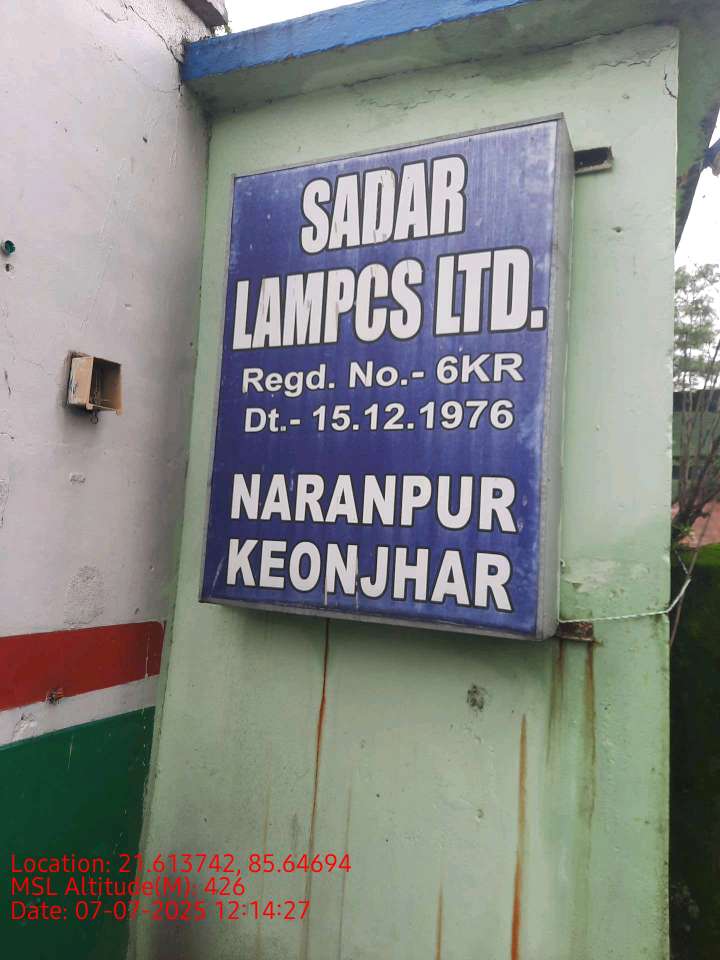 SADAR
LAMPCS LTD.
Regd. No.- 6KR
Dt.- 15.12.1976
NARANPUR
KEONJHAR
Location: 21.613742, 85.64694
MSL Altitude(M): 426
Date: 07-07-2025 12:14:27